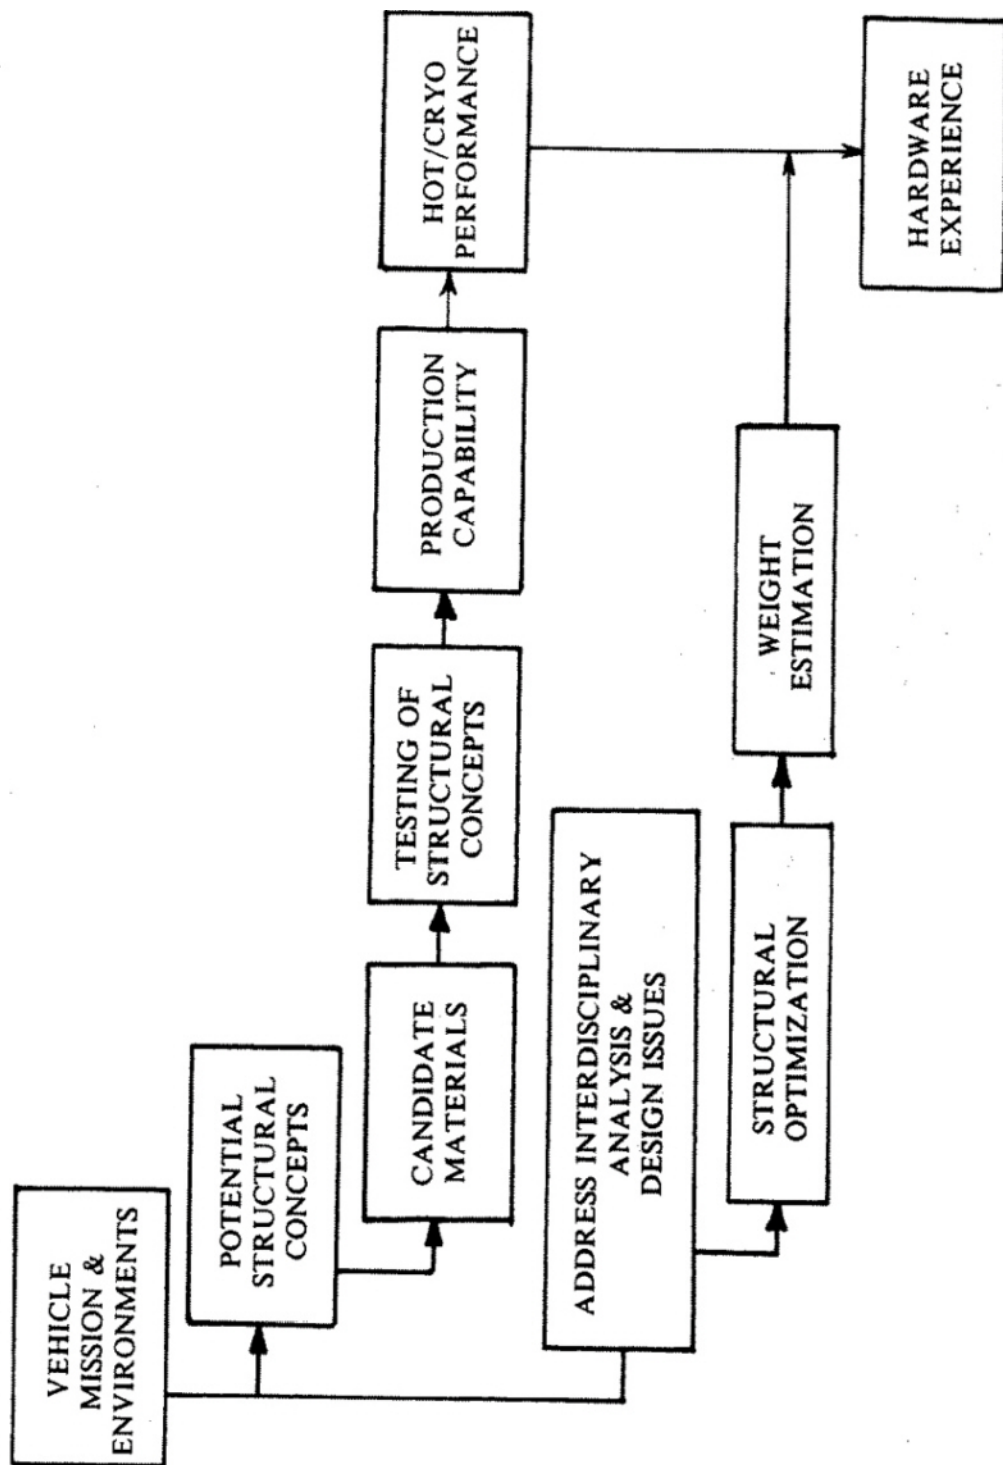 VEHICLE
MISSION &
ENVIRONMENTS
POTENTIAL
STRUCTURAL
CONCEPTS
CANDIDATE
MATERIALS
TESTING OF
STRUCTURAL
CONCEPTS
PRODUCTION
CAPABILITY
HOT/CRYO
PERFORMANCE
ADDRESS INTERDISCIPLINARY
ANALYSIS &
DESIGN ISSUES
STRUCTURAL
OPTIMIZATION
WEIGHT
ESTIMATION
HARDWARE
EXPERIENCE